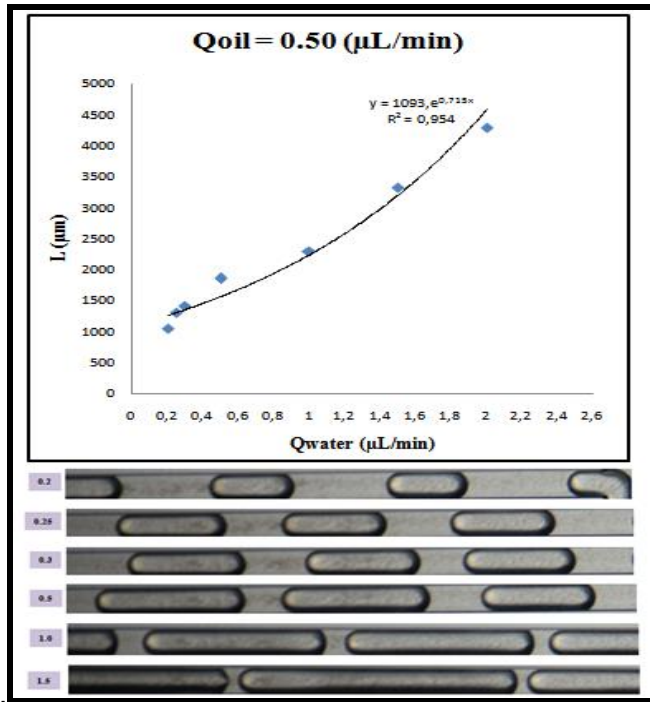 Qoil = 0.50 (µL/min)
5000
4500
4000
3500
3000
2500
2000
1500
1000
500
0
L (µm)
y = 1093,e^0,718x
R² = 0,954
0 0,2 0,4 0,6 0,8 1 1,2 1,4 1,6 1,8 2 2,2 2,4 2,6
Qwater (µL/min)
0.2
0.25
0.3
0.5
1.0
1.5